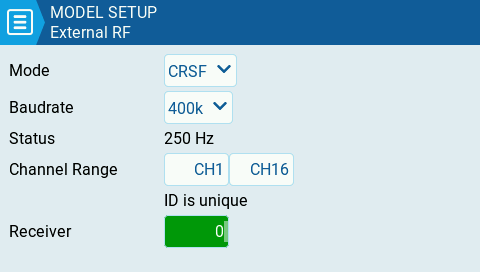 MODEL SETUP
External RF
Mode CRSF
Baudrate 400k
Status 250 Hz
Channel Range CH1 CH16
ID is unique
Receiver 0